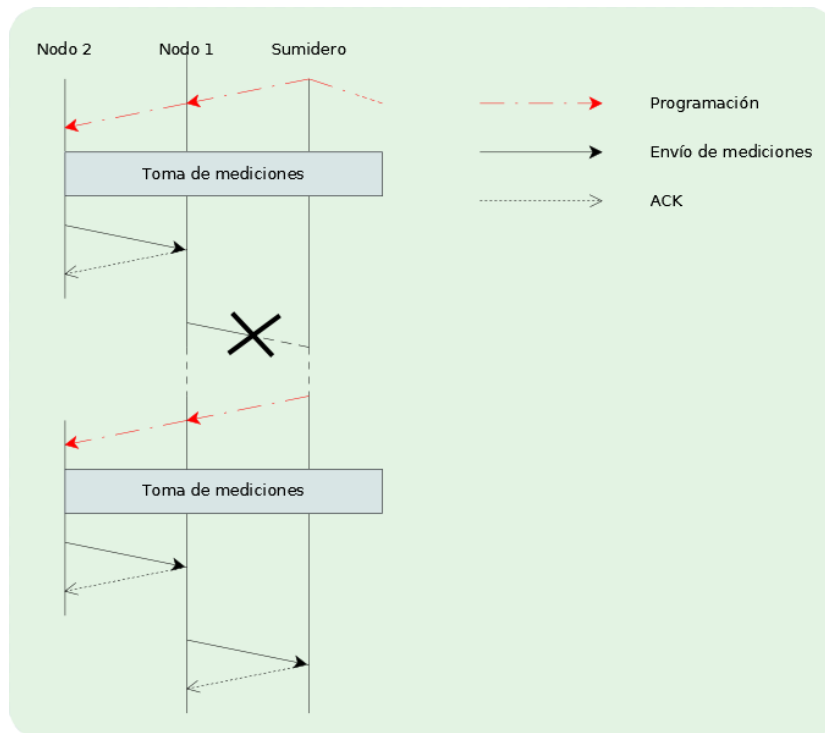 Nodo 2
Nodo 1
Sumidero
Programación
Toma de mediciones
Envío de mediciones
ACK
Toma de mediciones